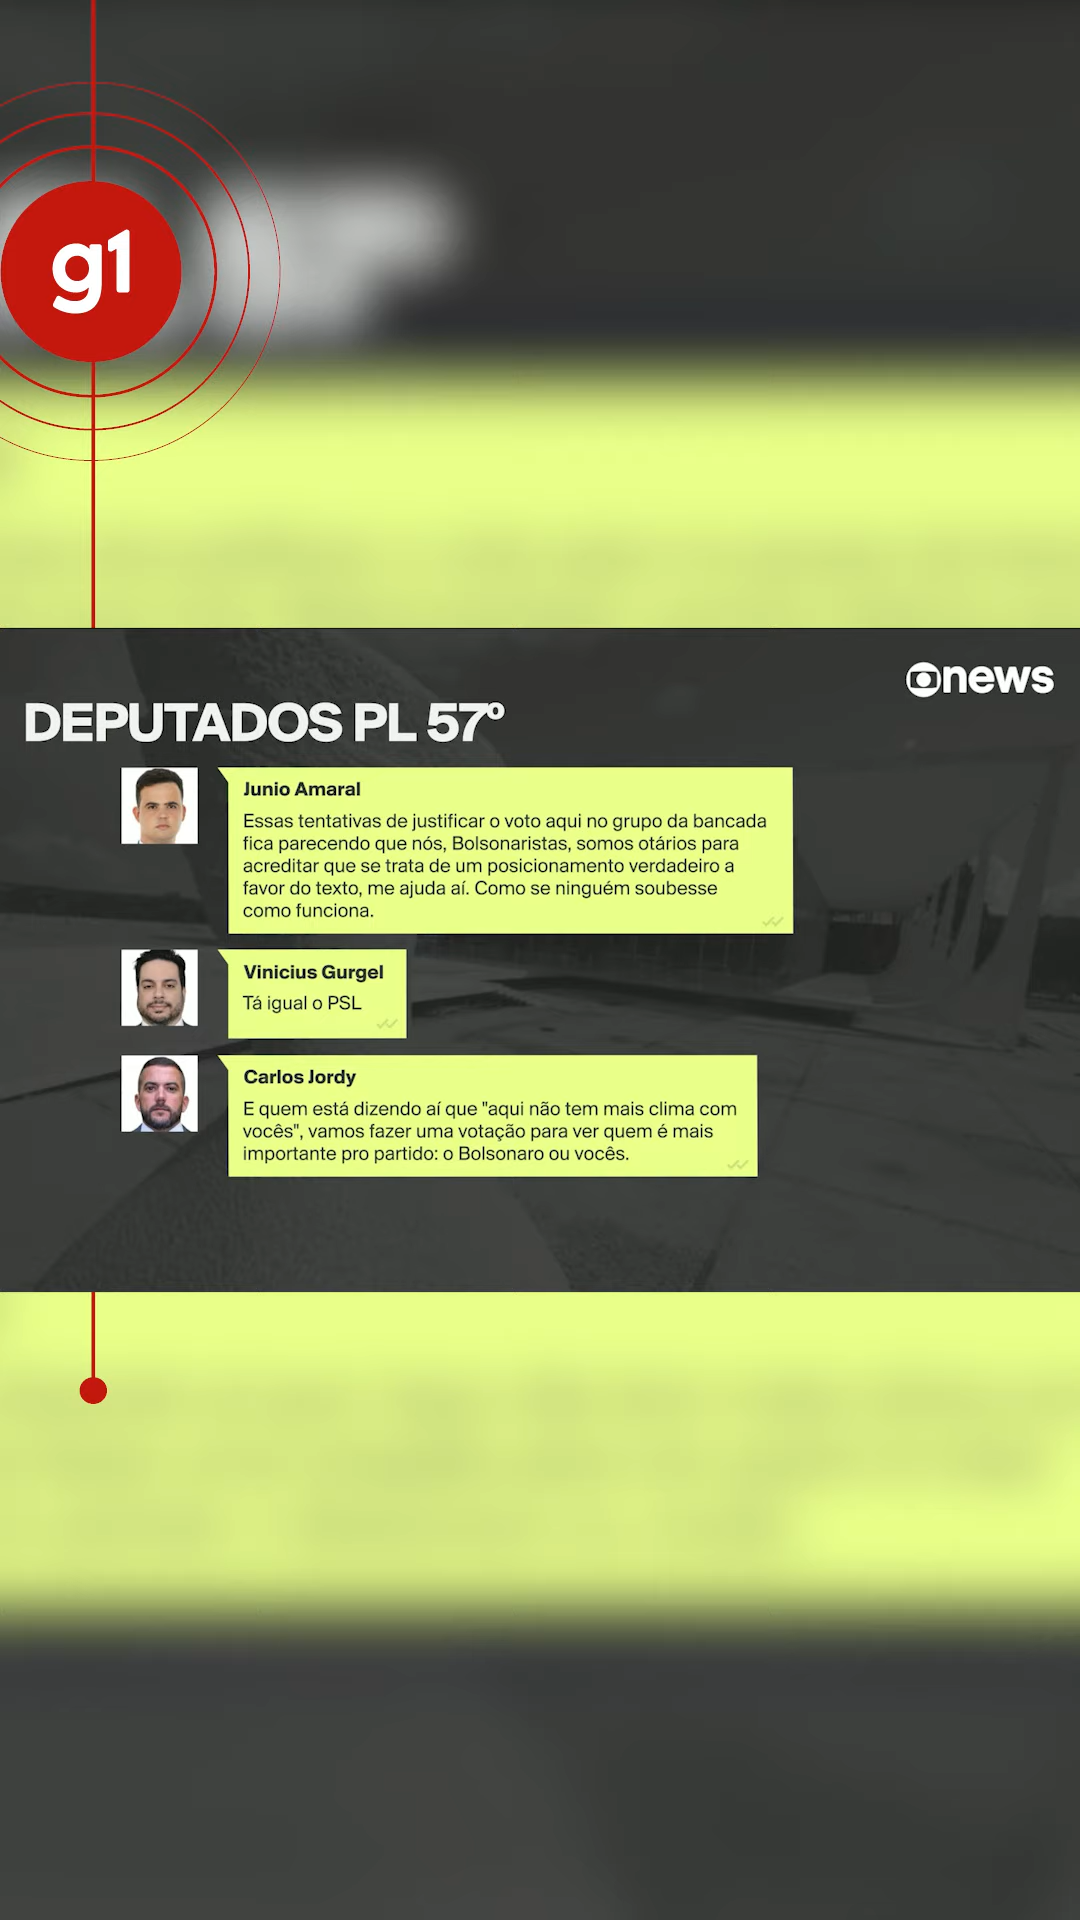 g1
news
DEPUTADOS PL 57º
Junio Amaral
Essas tentativas de justificar o voto aqui no grupo da bancada
fica parecendo que nós, Bolsonaristas, somos otários para
acreditar que se trata de um posicionamento verdadeiro a
favor do texto, me ajuda aí. Como se ninguém soubesse
como funciona.
Vinicius Gurgel
Tá igual o PSL
Carlos Jordy
E quem está dizendo aí que "aqui não tem mais clima com
vocês", vamos fazer uma votação para ver quem é mais
importante pro partido: o Bolsonaro ou vocês.